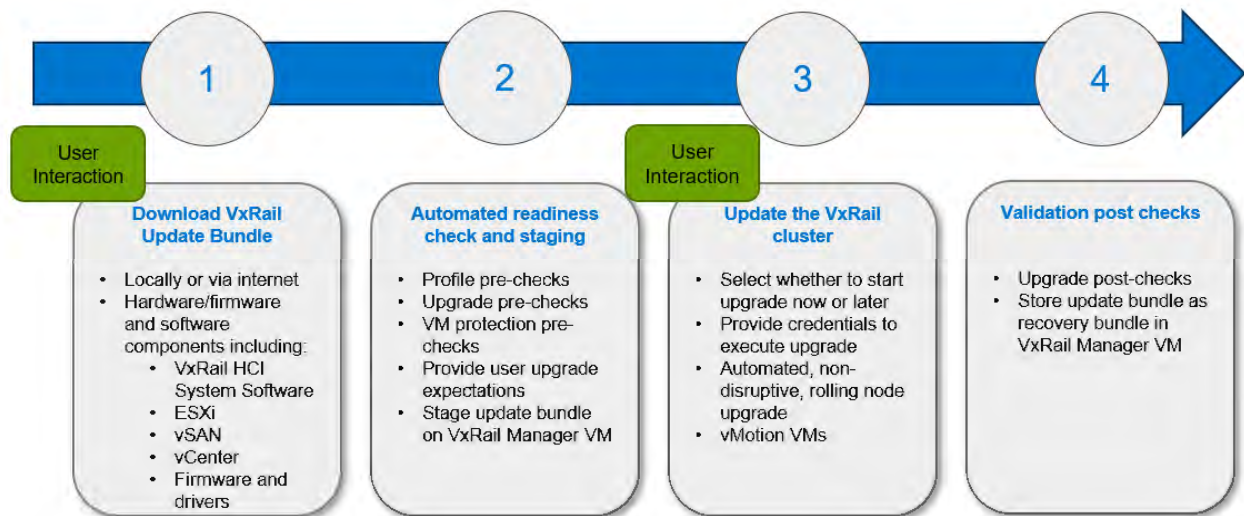 1
2
3
4
User
Interaction
User
Interaction
Download VxRail
Update Bundle
• Locally or via internet
• Hardware/firmware
and software
components including:
• VxRail HCI
System Software
• ESXi
• vSAN
• vCenter
• Firmware and
drivers
Automated readiness
check and staging
• Profile pre-checks
• Upgrade pre-checks
• VM protection pre-
checks
• Provide user upgrade
expectations
• Stage update bundle
on VxRail Manager VM
Update the VxRail
cluster
• Select whether to start
upgrade now or later
• Provide credentials to
execute upgrade
• Automated, non-
disruptive, rolling node
upgrade
• vMotion VMs
Validation post checks
• Upgrade post-checks
• Store update bundle as
recovery bundle in
VxRail Manager VM